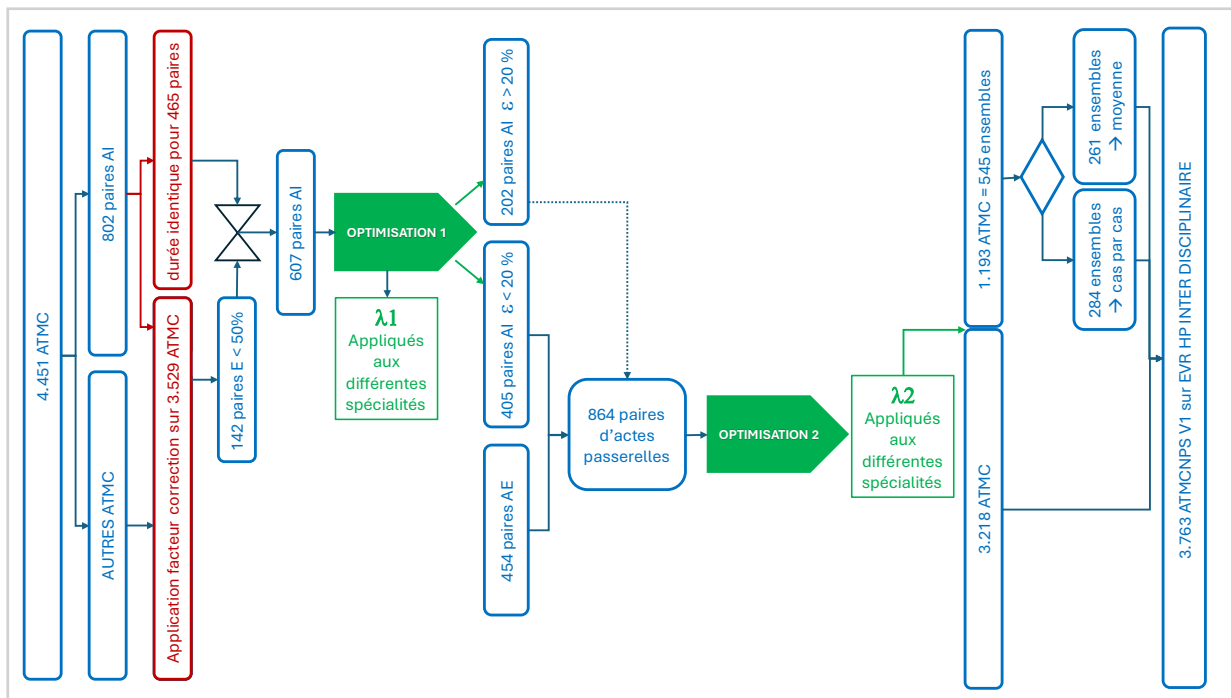 4.451 ATMC
802 paires AI
AUTRES ATMC
durée identique pour 465 paires
Application facteur correction sur 3.529 ATMC
142 paires E < 50%
607 paires AI
OPTIMISATION 1
λ1
Appliqués
aux
différentes
spécialités
202 paires AI ε > 20 %
405 paires AI ε < 20 %
454 paires AE
864 paires
d'actes
passerelles
OPTIMISATION 2
λ2
Appliqués
aux
différentes
spécialités
1.193 ATMC = 545 ensembles
3.218 ATMC
261 ensembles
→ moyenne
284 ensembles
→ cas par cas
3.763 ATMCNPS V1 sur EVR HP INTER DISCIPLINAIRE